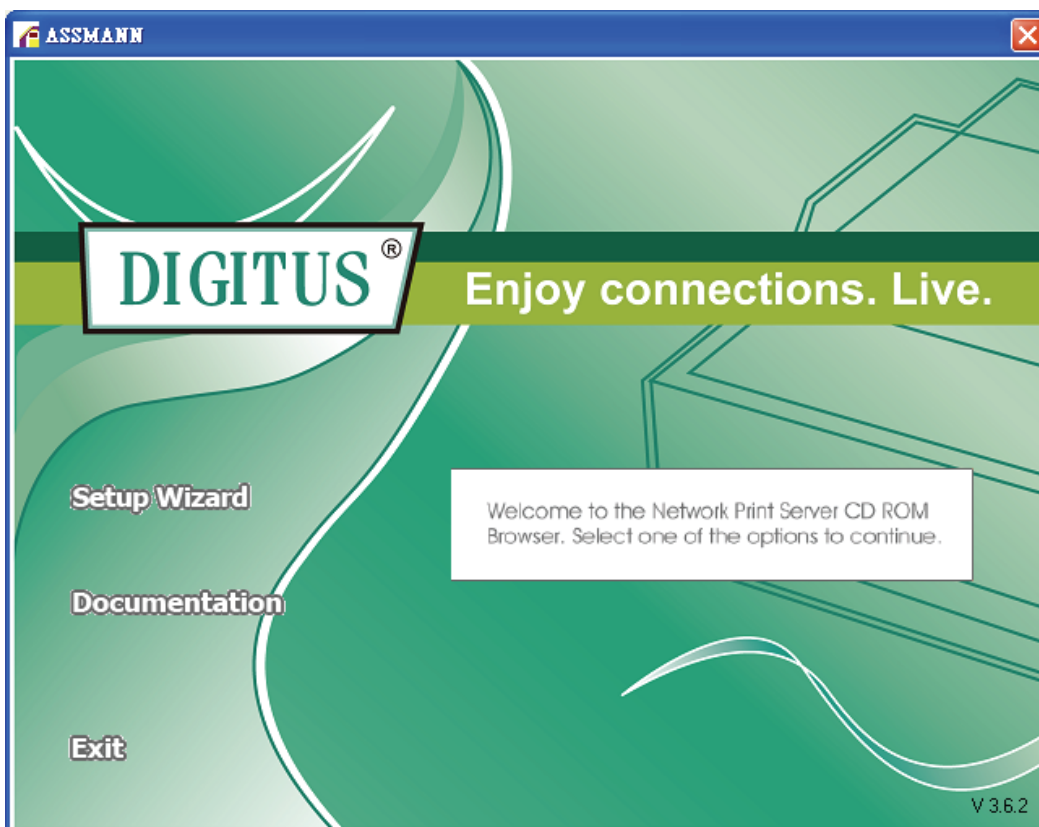 ASSMANN
DIGITUS®
Enjoy connections. Live.
Setup Wizard
Welcome to the Network Print Server CD ROM
Browser. Select one of the options to continue.
Documentation
Exit
V 3.6.2